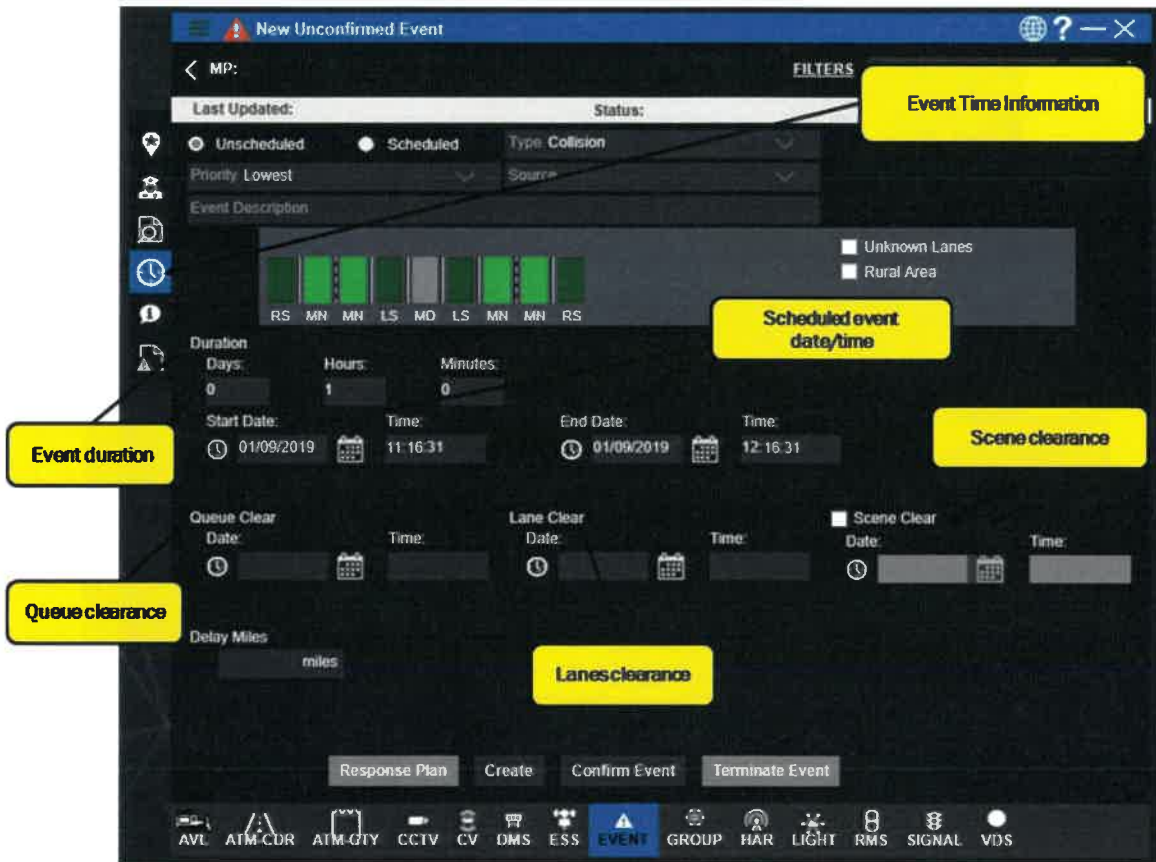 New Unconfirmed Event ?
MP: FILTERS
Event Time Information
Last Updated: Status:
Unscheduled Scheduled Type Collision
Priority Lowest Source
Event Description
Unknown Lanes
Rural Area
RS MN MN LS MD LS MN MN RS
Scheduled event
date/time
Duration
Days: Hours: Minutes:
0 1 0
Start Date: Time: End Date: Time:
01/09/2019 11:16:31 01/09/2019 12:16:31
Event duration
Scene clearance
Queue Clear Lane Clear Scene Clear
Date: Time: Date: Time: Date: Time:
Queue clearance
Delay Miles
miles
Lanes clearance
Response Plan Create Confirm Event Terminate Event
AVL ATM-CDR ATM-CTY CCTV CV DMS ESS EVENT GROUP HAR LIGHT RMS SIGNAL VDS